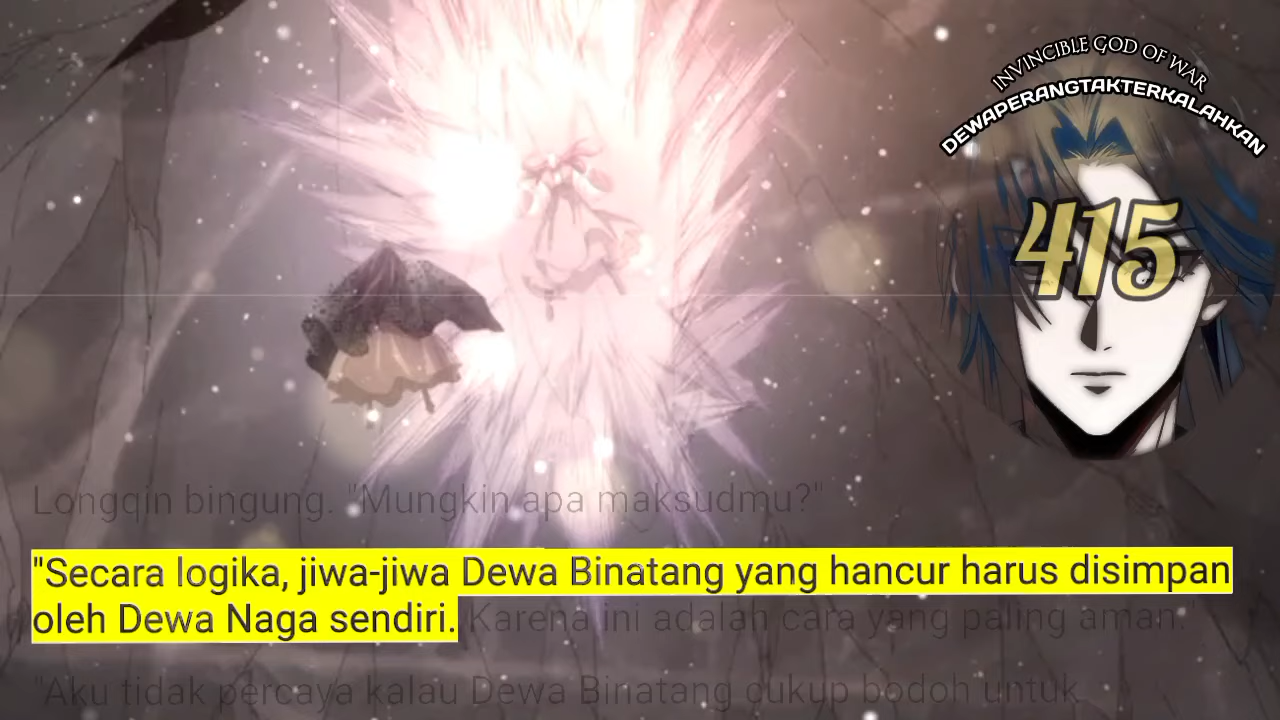 INVINCIBLE GOD OF WAR
DEWAPERANGTAKTERKALAHKAN
415
Longqin bingung. "Mungkin apa maksudmu?"
"Secara logika, jiwa-jiwa Dewa Binatang yang hancur harus disimpan
oleh Dewa Naga sendiri. Karena ini adalah cara yang paling aman."
"Aku tidak percaya kalau Dewa Binatang cukup bodoh untuk